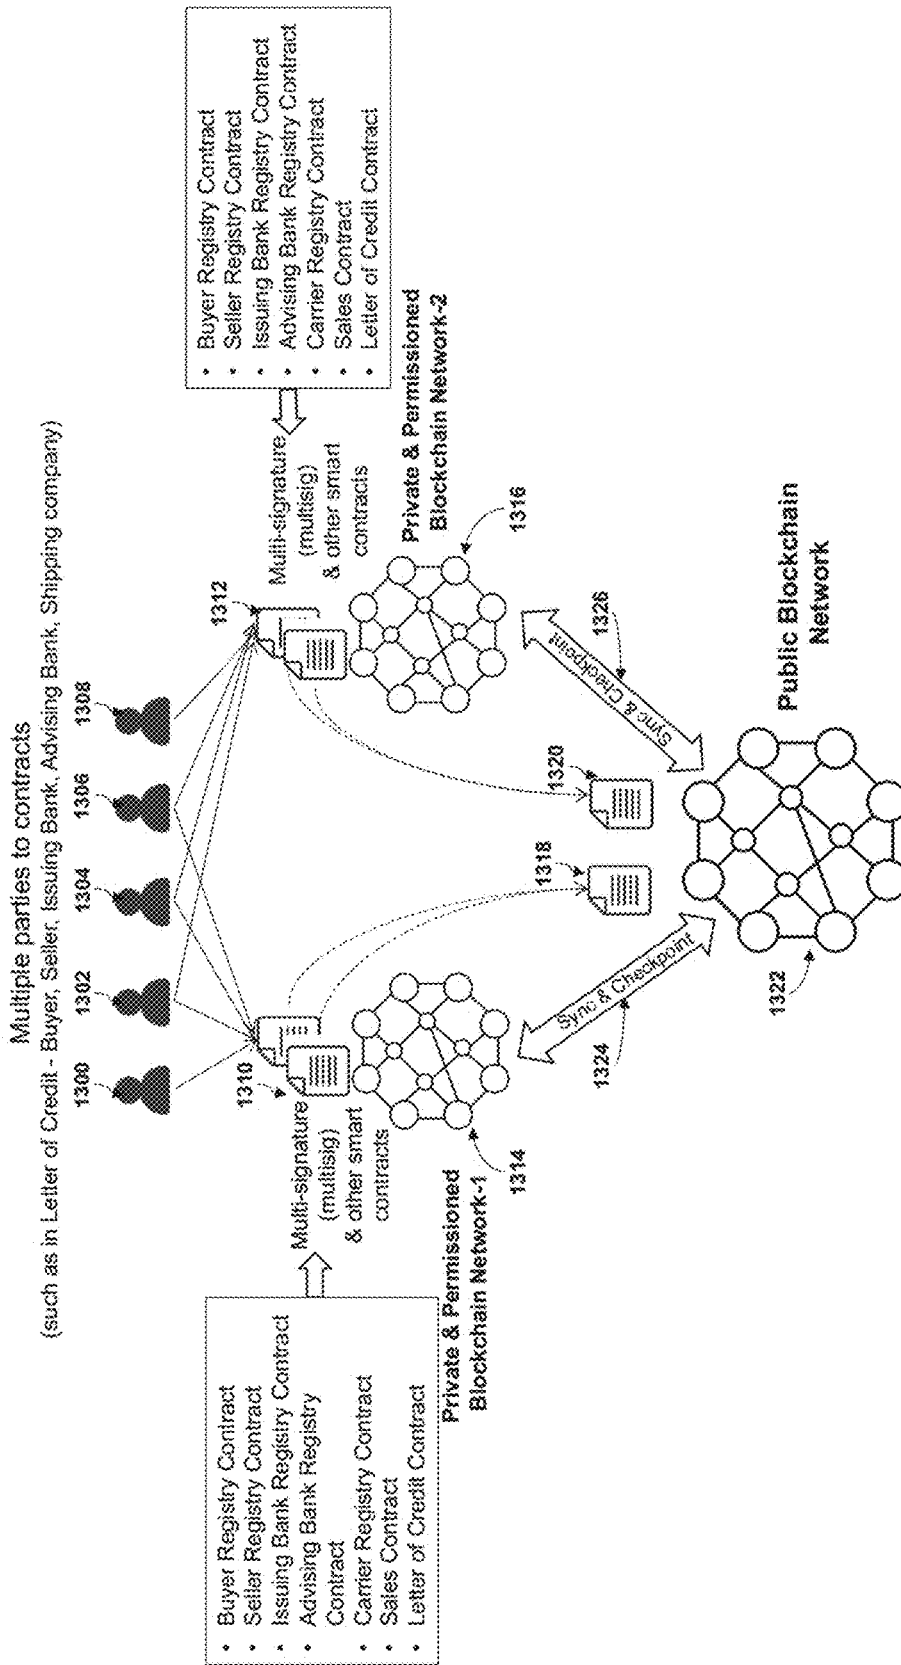 Multiple parties to contracts
(such as in Letter of Credit - Buyer, Seller, Issuing Bank, Advising Bank, Shipping company)
1300
1302
1304
1306
1308
• Buyer Registry Contract
• Seller Registry Contract
• Issuing Bank Registry Contract
• Advising Bank Registry
Contract
• Carrier Registry Contract
• Sales Contract
• Letter of Credit Contract
1310
Multi-signature
(multisig)
& other smart
contracts
Private & Permissioned
Blockchain Network-1
1314
1312
Multi-signature
(multisig)
& other smart
contracts
• Buyer Registry Contract
• Seller Registry Contract
• Issuing Bank Registry Contract
• Advising Bank Registry Contract
• Carrier Registry Contract
• Sales Contract
• Letter of Credit Contract
Private & Permissioned
Blockchain Network-2
1316
1318
1320
Sync & Checkpoint
1324
Sync & Checkpoint
1326
1322
Public Blockchain
Network